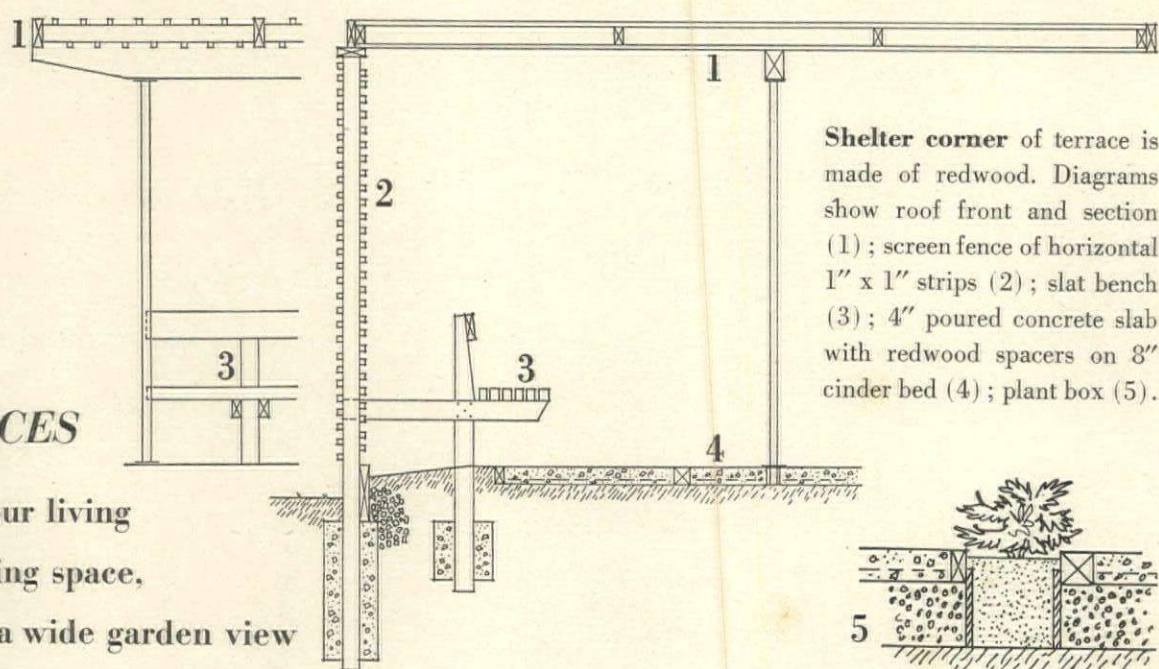 1
1
2
Shelter corner of terrace is
made of redwood. Diagrams
show roof front and section
(1); screen fence of horizontal
1″ x 1″ strips (2); slat bench
(3); 4″ poured concrete slab
with redwood spacers on 8″
cinder bed (4); plant box (5).
3
3
4
5
CES
our living
ing space,
a wide garden view